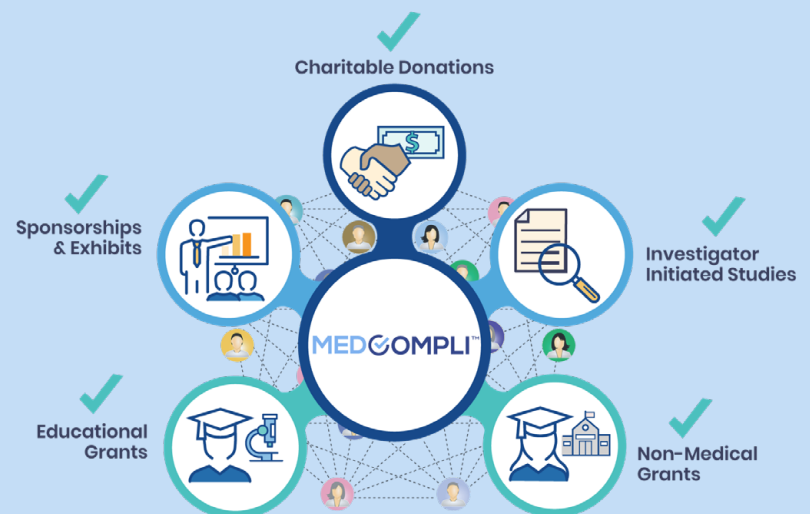 Charitable Donations
$
Sponsorships
& Exhibits
Investigator
Initiated Studies
MEDCOMPLI™
Educational
Grants
Non-Medical
Grants